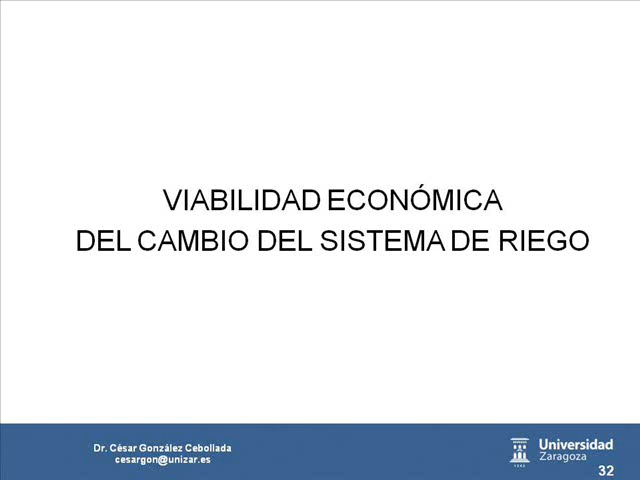 VIABILIDAD ECONÓMICA
DEL CAMBIO DEL SISTEMA DE RIEGO
Dr. César González Cebollada
cesargon@unizar.es
Universidad
Zaragoza
32